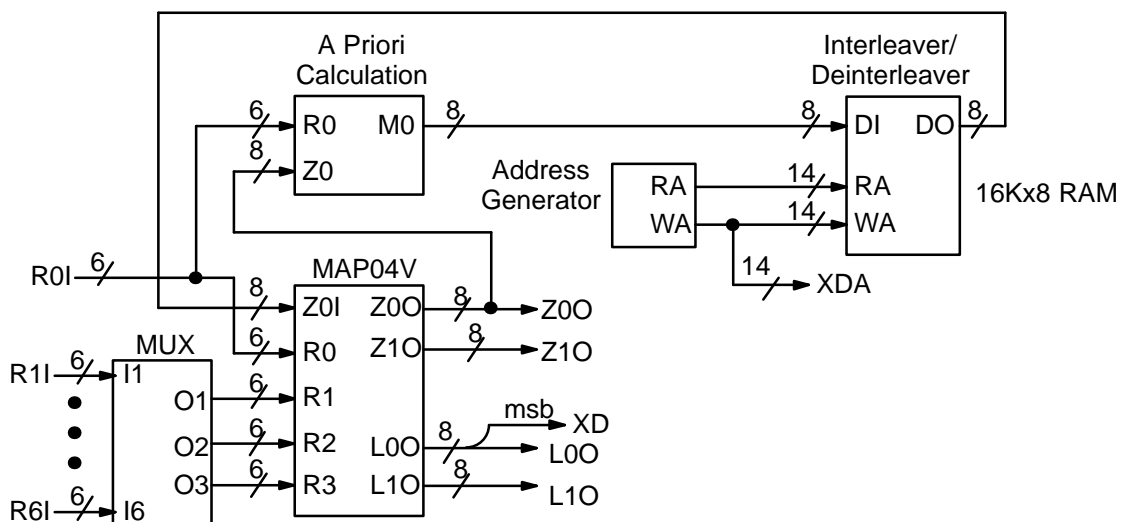 A Priori
Calculation
Interleaver/
Deinterleaver
6
R0
M0
8
8
DI
DO
8
8
Z0
Address
Generator
RA
14
RA
16Kx8 RAM
WA
14
WA
R0I
6
MAP04V
14
XDA
8
Z0I
Z0O
8
Z0O
6
R0
Z1O
8
Z1O
MUX
R1I
6
I1
O1
6
R1
msb
XD
O2
6
R2
L0O
8
L0O
O3
6
R3
L1O
8
L1O
R6I
6
I6